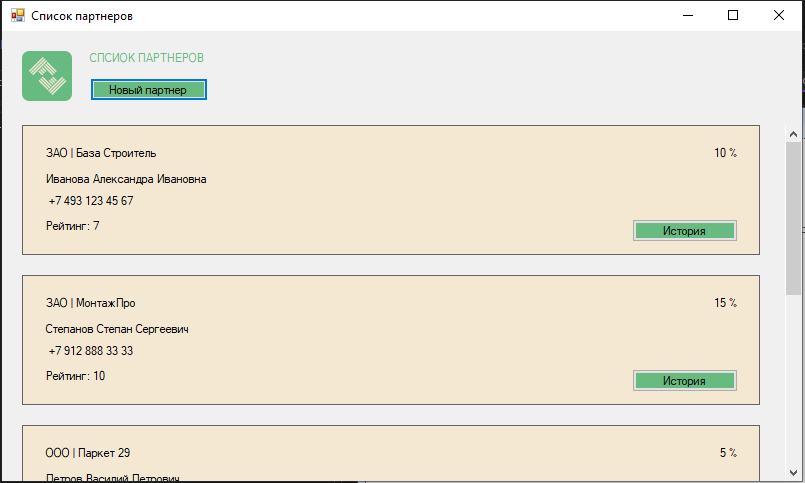 Список партнеров
СПСИОК ПАРТНЕРОВ
Новый партнер
ЗАО | База Строитель
10 %
Иванова Александра Ивановна
+7 493 123 45 67
Рейтинг: 7
История
ЗАО | МонтажПро
15 %
Степанов Степан Сергеевич
+7 912 888 33 33
Рейтинг: 10
История
ООО | Паркет 29
5 %
Петров Василий Петрович